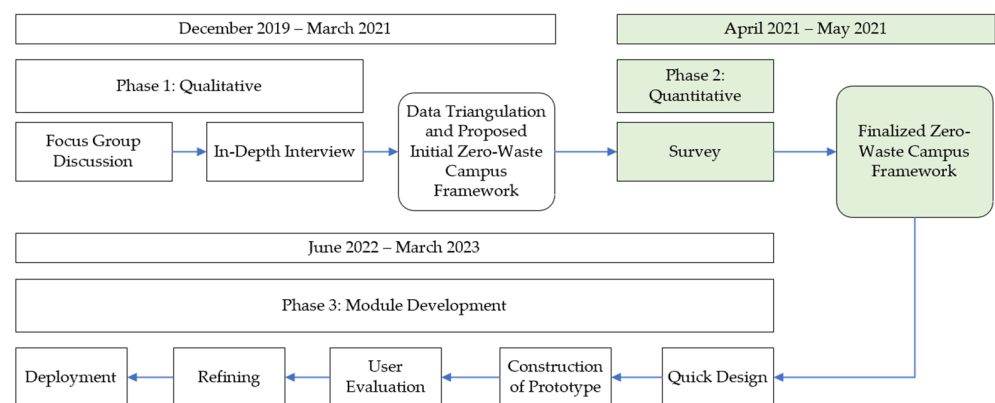 December 2019 – March 2021
April 2021 – May 2021
Phase 1: Qualitative
Phase 2:
Quantitative
Focus Group
Discussion
In-Depth Interview
Data Triangulation
and Proposed
Initial Zero-Waste
Campus
Framework
Survey
Finalized Zero-
Waste Campus
Framework
June 2022 – March 2023
Phase 3: Module Development
Deployment
Refining
User
Evaluation
Construction
of Prototype
Quick Design